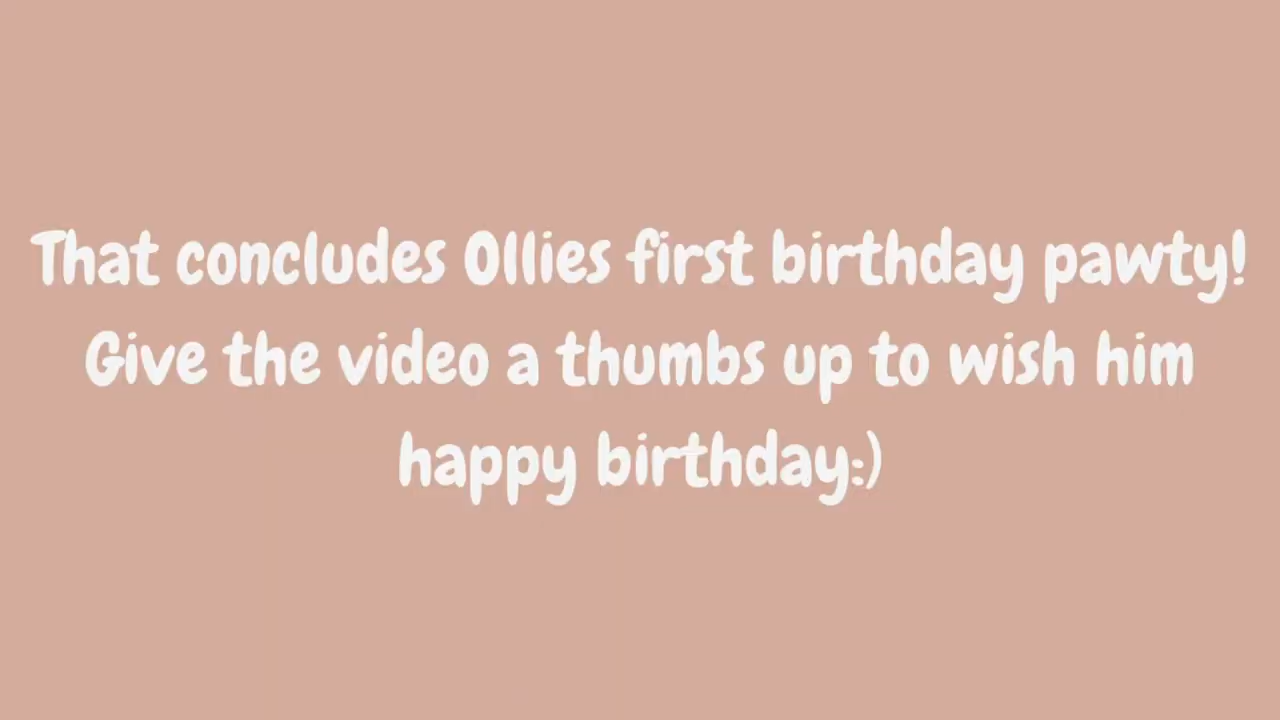 That concludes Ollies first birthday pawty!
Give the video a thumbs up to wish him
happy birthday:)